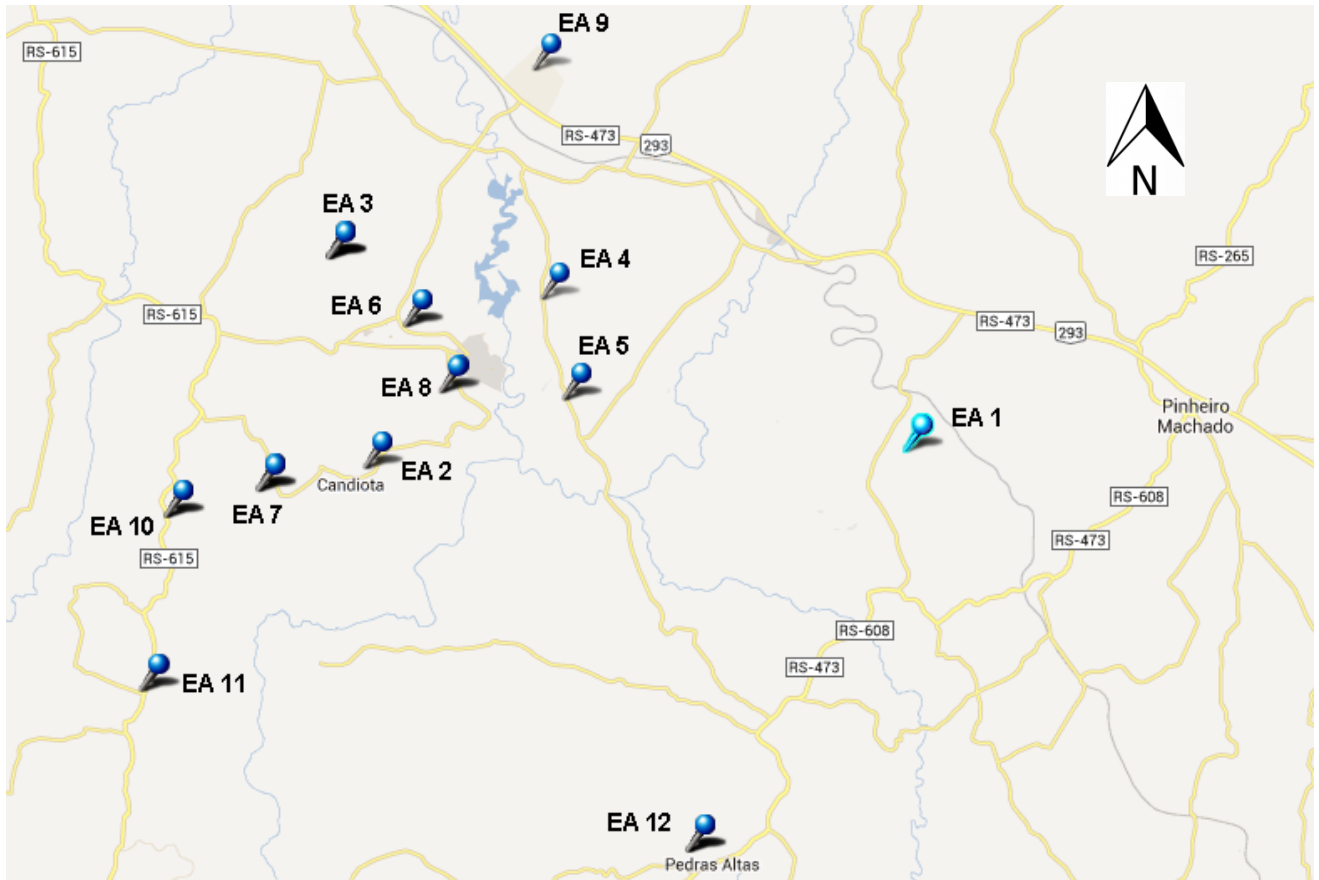 EA 9
RS-615
RS-473
293
N
EA 3
EA 4
RS-265
EA 6
RS-615
RS-473
293
EA 5
EA 8
Pinheiro
Machado
EA 1
EA 2
Candiota
EA 7
RS-608
EA 10
RS-473
RS-615
RS-608
RS-473
EA 11
EA 12
Pedras Altas